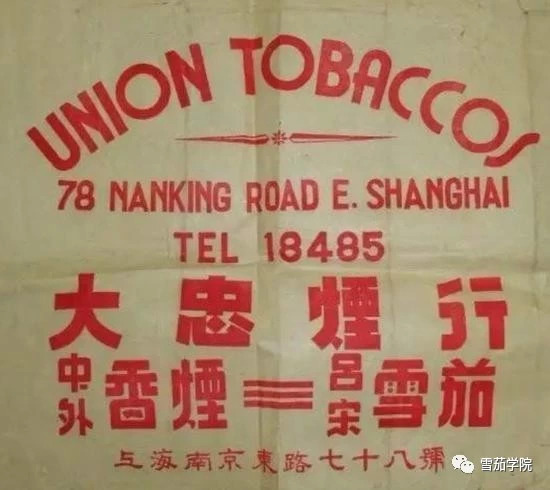 UNION TOBACCOS
78 NANKING ROAD E. SHANGHAI
TEL 18485
大忠煙行
中外香煙 呂宋雪茄
上海南京東路七十八號
雪茄学院